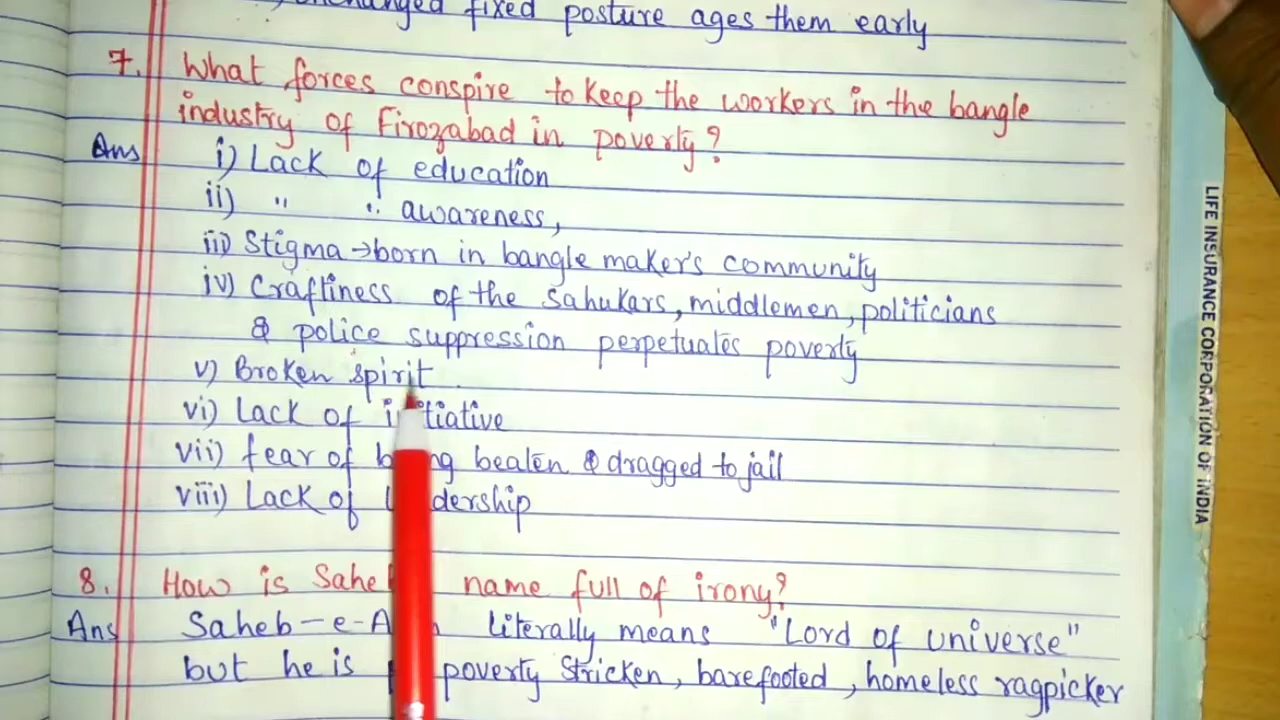 unchanged fixed posture ages them early
7. What forces conspire to keep the workers in the bangle
industry of Firozabad in poverty?
Ans i) Lack of education
ii) " " awareness,
iii) Stigma → born in bangle maker's community
iv) Craftiness of the Sahukars, middlemen, politicians
& police suppression perpetuates poverty
v) Broken spirit
vi) Lack of initiative
vii) fear of being beaten & dragged to jail
viii) Lack of leadership
8. How is name full of irony?
Ans Saheb-e- literally means "Lord of universe"
but he is poverty stricken, barefooted, homeless ragpicker
LIFE INSURANCE CORPORATION OF INDIA